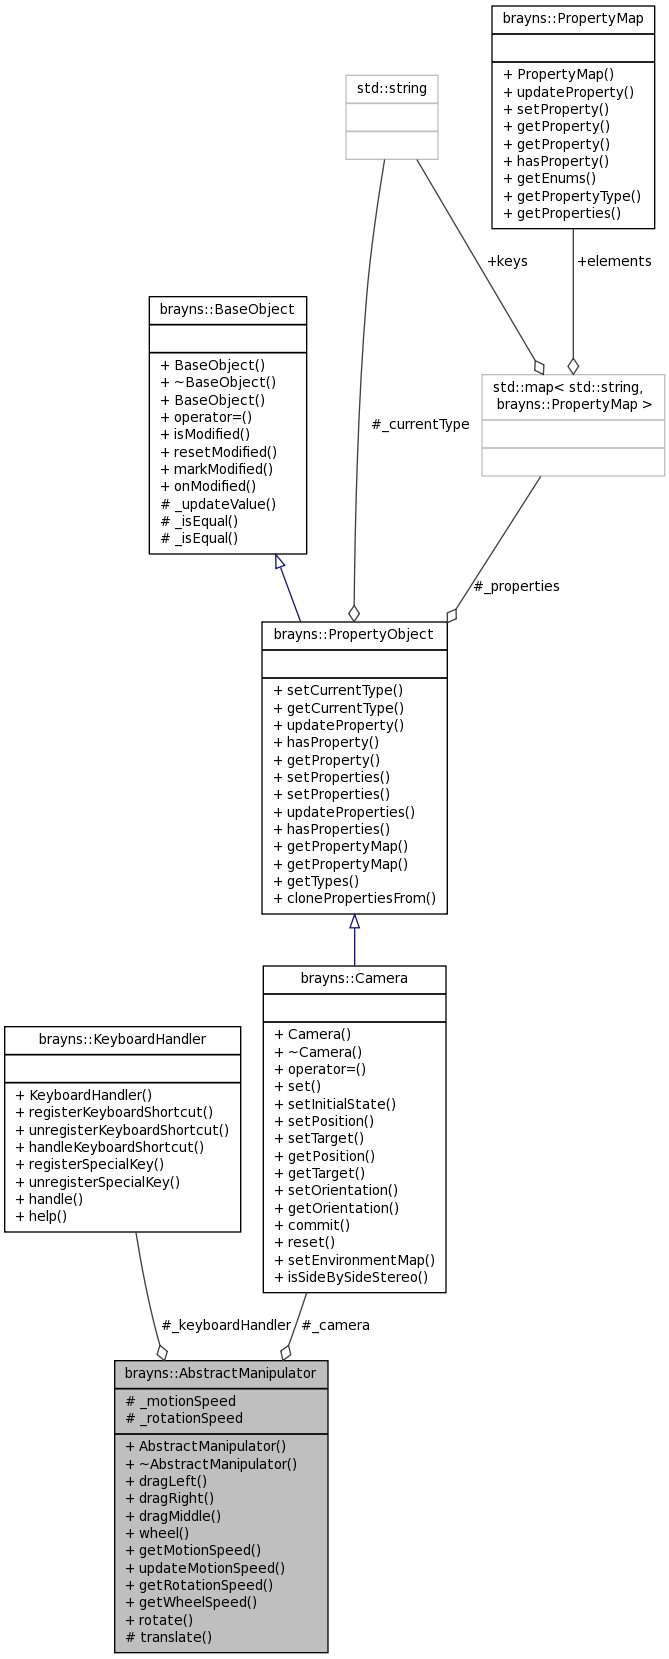 brayns::PropertyMap
+ PropertyMap()
+ updateProperty()
+ setProperty()
+ getProperty()
+ getProperty()
+ hasProperty()
+ getEnums()
+ getPropertyType()
+ getProperties()
std::string
+keys
+elements
brayns::BaseObject
+ BaseObject()
+ ~BaseObject()
+ BaseObject()
+ operator=()
+ isModified()
+ resetModified()
+ markModified()
+ onModified()
# _updateValue()
# _isEqual()
# _isEqual()
std::map< std::string,
brayns::PropertyMap >
#_currentType
#_properties
brayns::PropertyObject
+ setCurrentType()
+ getCurrentType()
+ updateProperty()
+ hasProperty()
+ getProperty()
+ setProperties()
+ setProperties()
+ updateProperties()
+ hasProperties()
+ getPropertyMap()
+ getPropertyMap()
+ getTypes()
+ clonePropertiesFrom()
brayns::Camera
+ Camera()
+ ~Camera()
+ operator=()
+ set()
+ setInitialState()
+ setPosition()
+ setTarget()
+ getPosition()
+ getTarget()
+ setOrientation()
+ getOrientation()
+ commit()
+ reset()
+ setEnvironmentMap()
+ isSideBySideStereo()
brayns::KeyboardHandler
+ KeyboardHandler()
+ registerKeyboardShortcut()
+ unregisterKeyboardShortcut()
+ handleKeyboardShortcut()
+ registerSpecialKey()
+ unregisterSpecialKey()
+ handle()
+ help()
#_keyboardHandler
#_camera
brayns::AbstractManipulator
# _motionSpeed
# _rotationSpeed
+ AbstractManipulator()
+ ~AbstractManipulator()
+ dragLeft()
+ dragRight()
+ dragMiddle()
+ wheel()
+ getMotionSpeed()
+ updateMotionSpeed()
+ getRotationSpeed()
+ getWheelSpeed()
+ rotate()
# translate()